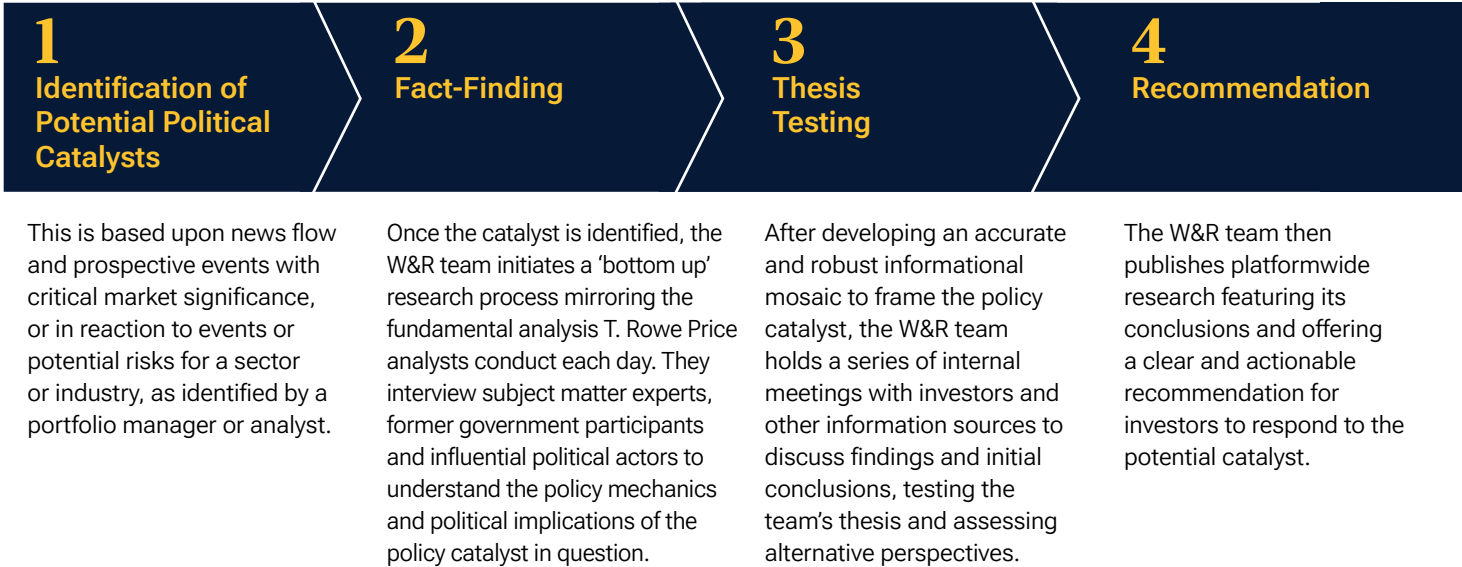 1
Identification of
Potential Political
Catalysts
This is based upon news flow
and prospective events with
critical market significance,
or in reaction to events or
potential risks for a sector
or industry, as identified by a
portfolio manager or analyst.
2
Fact-Finding
Once the catalyst is identified, the
W&R team initiates a ‘bottom up’
research process mirroring the
fundamental analysis T. Rowe Price
analysts conduct each day. They
interview subject matter experts,
former government participants
and influential political actors to
understand the policy mechanics
and political implications of the
policy catalyst in question.
3
Thesis
Testing
After developing an accurate
and robust informational
mosaic to frame the policy
catalyst, the W&R team
holds a series of internal
meetings with investors and
other information sources to
discuss findings and initial
conclusions, testing the
team’s thesis and assessing
alternative perspectives.
4
Recommendation
The W&R team then
publishes platformwide
research featuring its
conclusions and offering
a clear and actionable
recommendation for
investors to respond to the
potential catalyst.